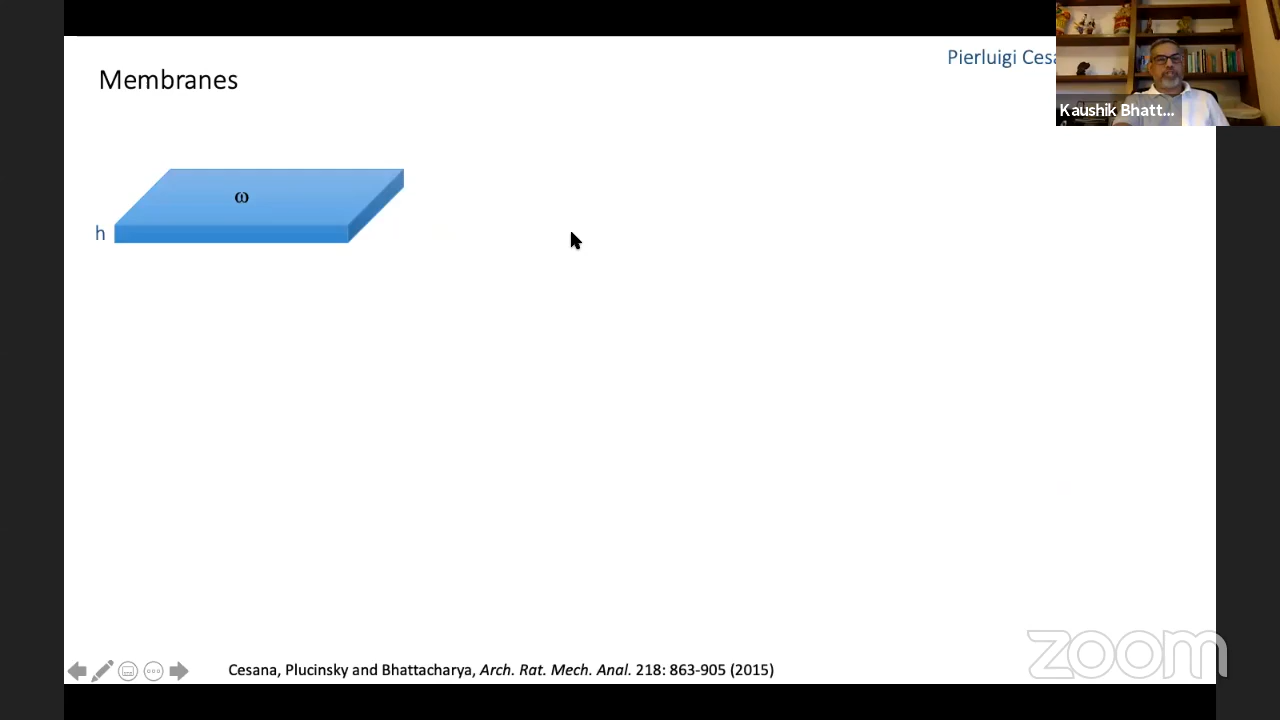 Pierluigi Cesa
Membranes
Kaushik Bhatt...
ω
h
Cesana, Plucinsky and Bhattacharya, Arch. Rat. Mech. Anal. 218: 863-905 (2015)
zoom